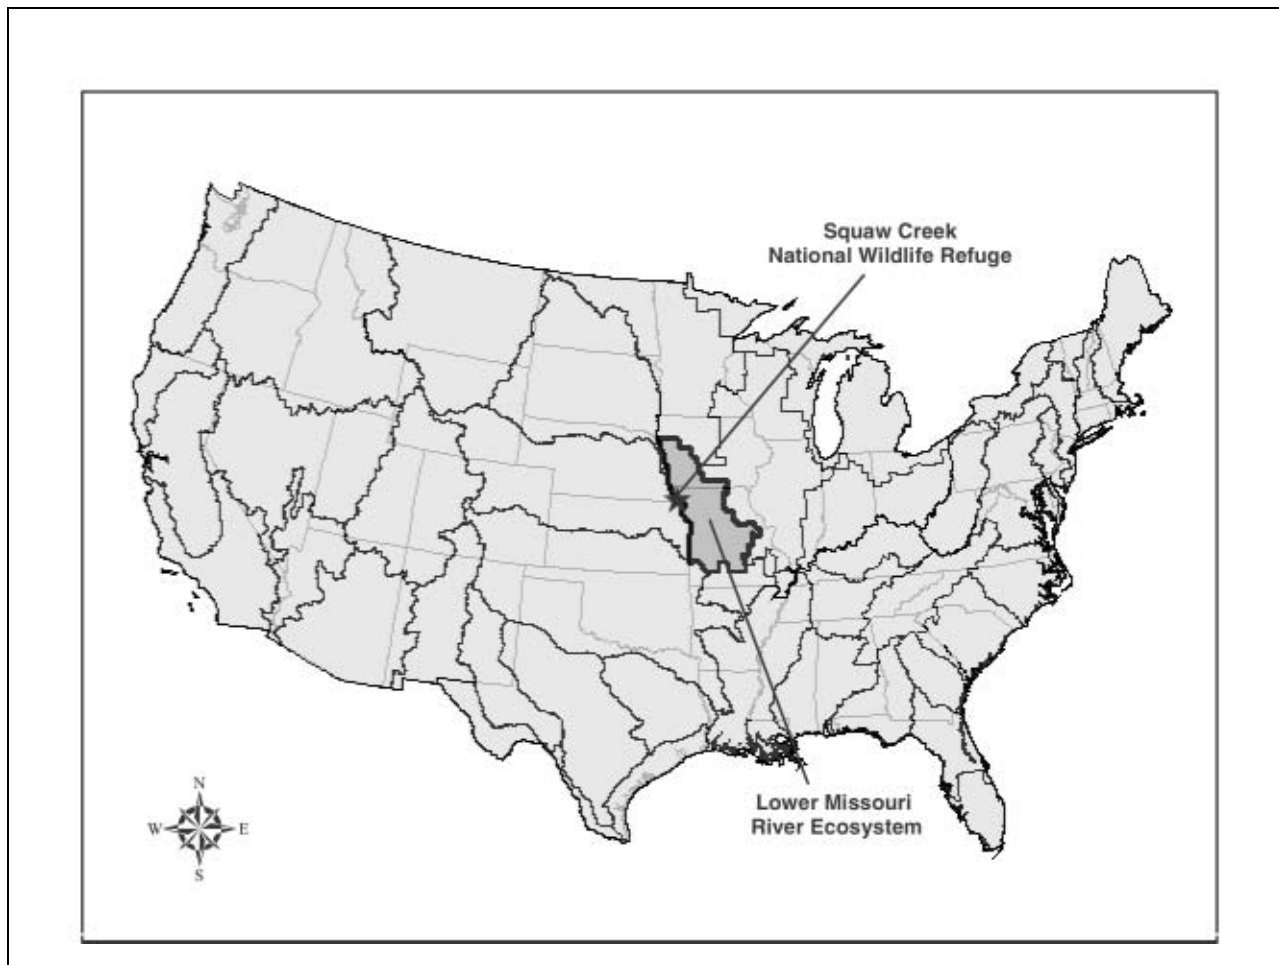 Squaw Creek
National Wildlife Refuge
Lower Missouri
River Ecosystem
N
W E
S